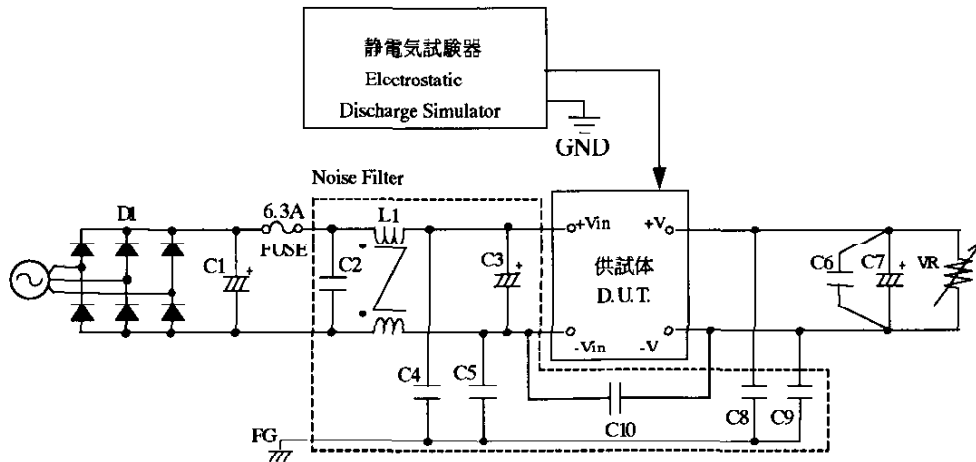 静電気試験器
Electrostatic
Discharge Simulator
GND
Noise Filter
D1
6.3A
FUSE
L1
C1
+
C2
C3
+
+Vin
+V
供試体
D.U.T.
-Vin
-V
C6
C7
+
VR
C4
C5
C10
C8
C9
FG